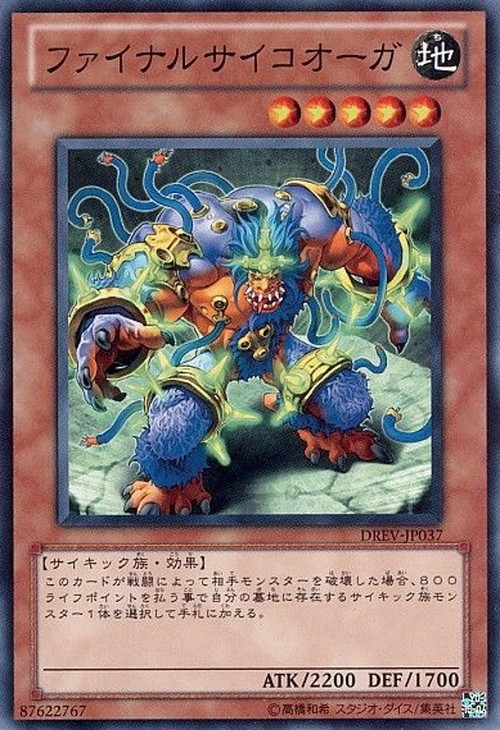 ファイナルサイコオーガ
地
DREV-JP037
【サイキック族・効果】
このカードが戦闘によって相手モンスターを破壊した場合、８００
ライフポイントを払う事で自分の墓地に存在するサイキック族モン
スター１体を選択して手札に加える。
ATK/2200 DEF/1700
87622767
©高橋和希 スタジオ・ダイス/集英社